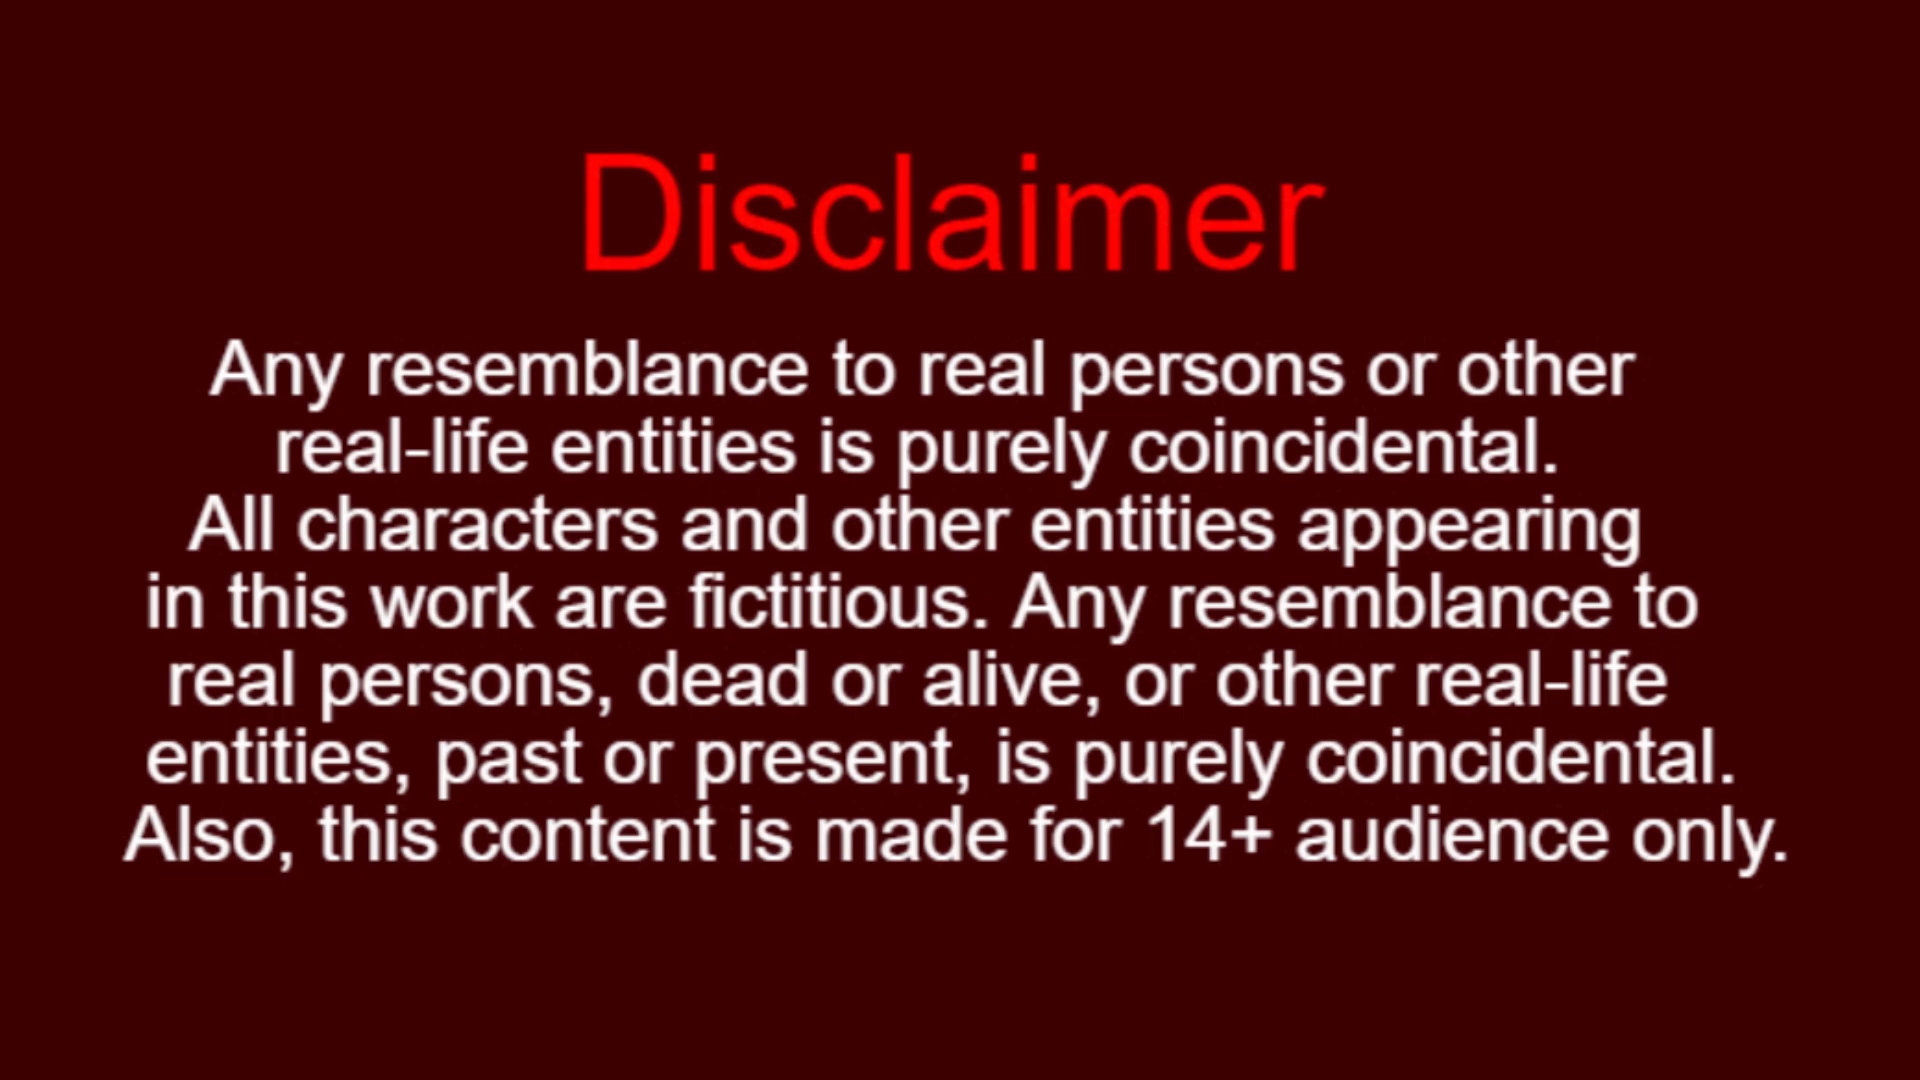 Disclaimer
Any resemblance to real persons or other
real-life entities is purely coincidental.
All characters and other entities appearing
in this work are fictitious. Any resemblance to
real persons, dead or alive, or other real-life
entities, past or present, is purely coincidental.
Also, this content is made for 14+ audience only.